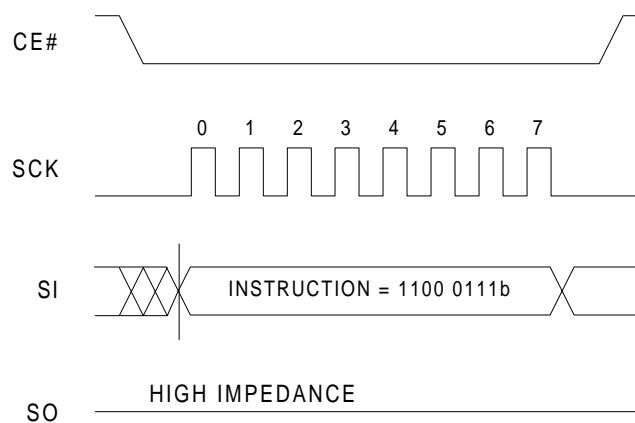 CE#
0 1 2 3 4 5 6 7
SCK
SI INSTRUCTION = 1100 0111b
HIGH IMPEDANCE
SO